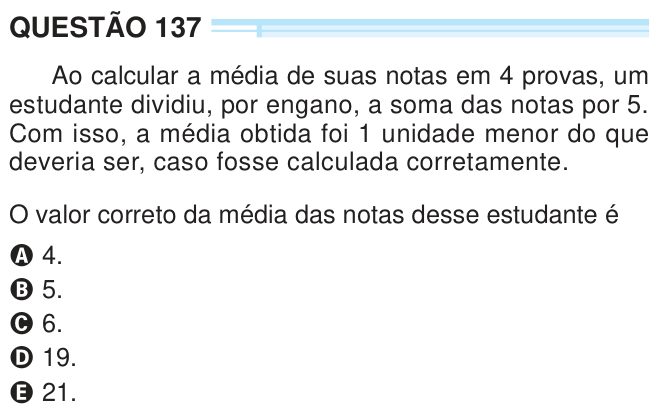 QUESTÃO 137
Ao calcular a média de suas notas em 4 provas, um
estudante dividiu, por engano, a soma das notas por 5.
Com isso, a média obtida foi 1 unidade menor do que
deveria ser, caso fosse calculada corretamente.
O valor correto da média das notas desse estudante é
A 4.
B 5.
C 6.
D 19.
E 21.